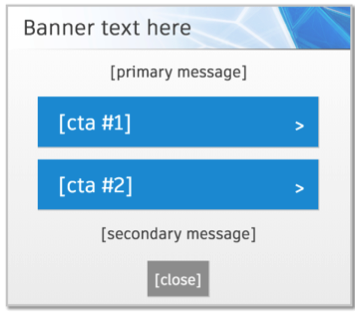 Banner text here
[primary message]
[cta #1] >
[cta #2] >
[secondary message]
[close]